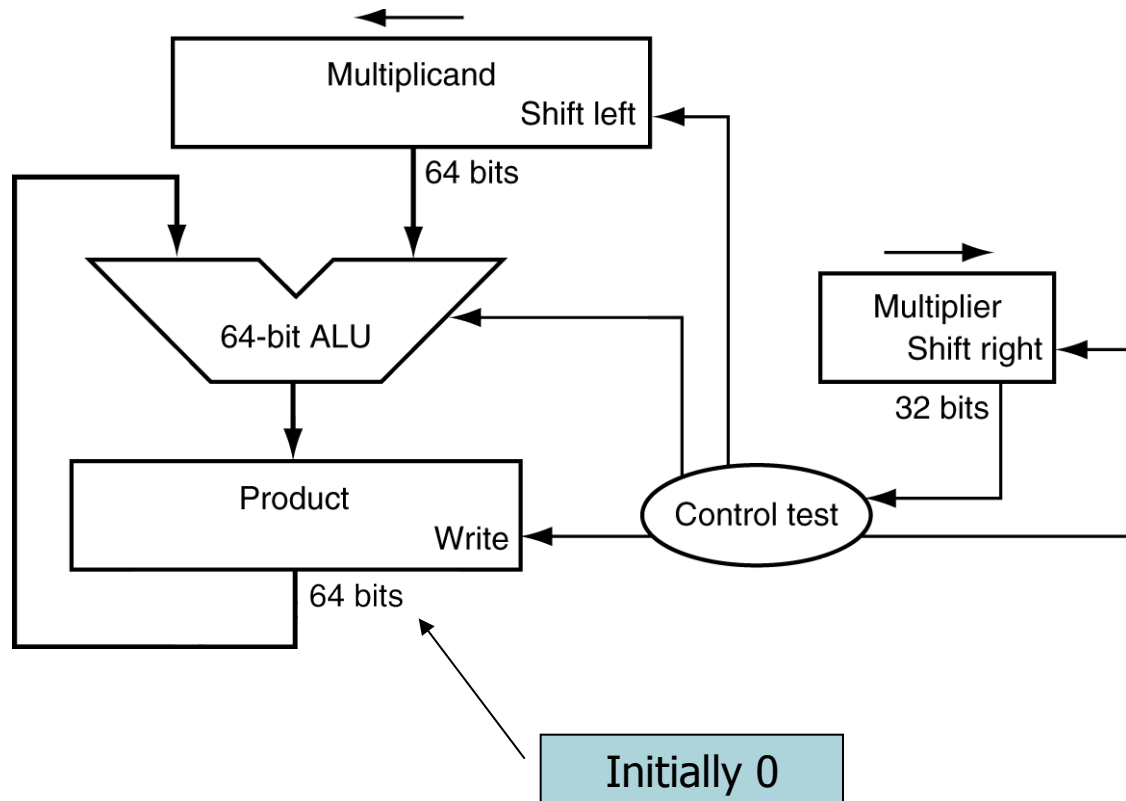 Multiplicand
Shift left
64 bits
64-bit ALU
Multiplier
Shift right
32 bits
Product
Write
Control test
64 bits
Initially 0